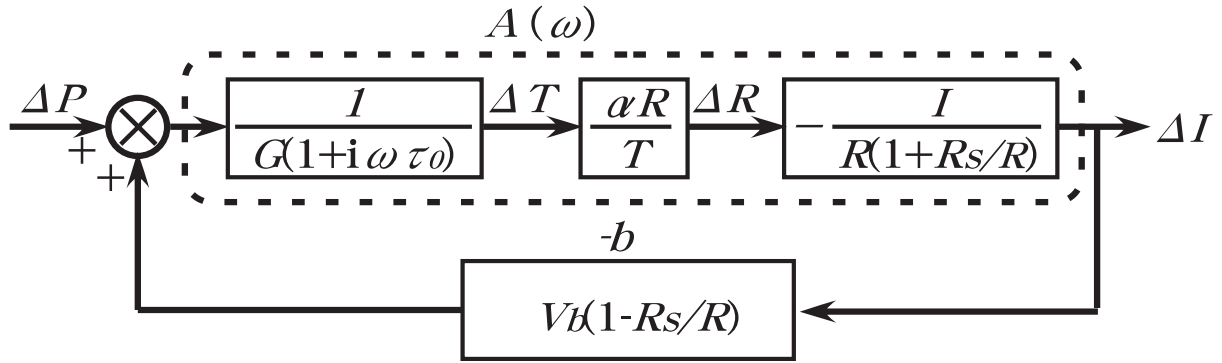 A(ω)
ΔP
+
+
1
G(1+iωτ₀)
ΔT
αR
T
ΔR
-
I
R(1+Rs/R)
ΔI
-b
Vb(1-Rs/R)